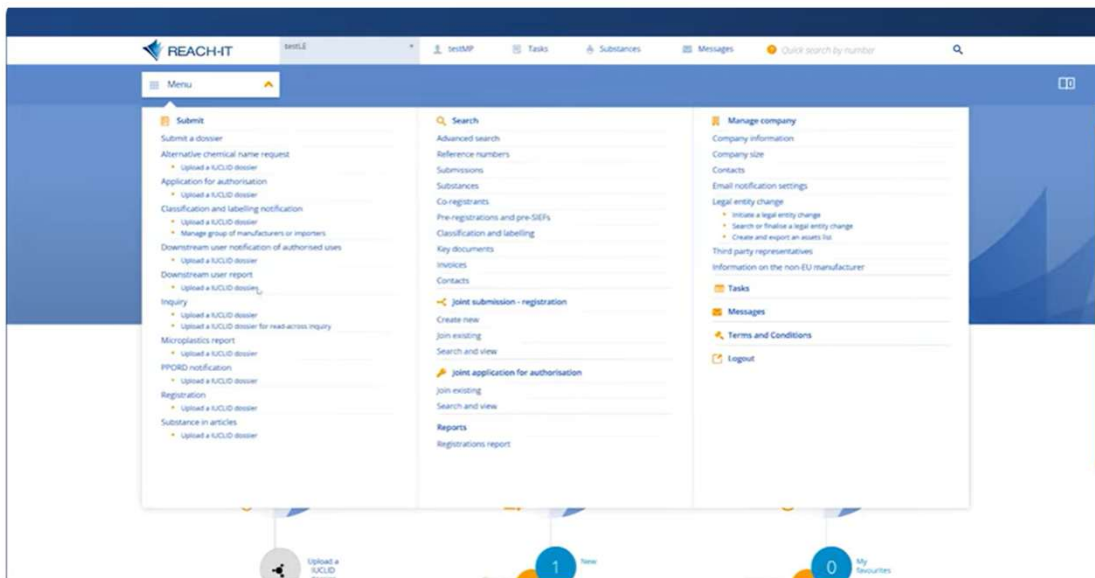 REACH-IT
testLE
testMP
Tasks
Substances
Messages
Quick search by number
Menu
Submit
Submit a dossier
Alternative chemical name request
Upload a IUCLID dossier
Application for authorisation
Upload a IUCLID dossier
Classification and labelling notification
Upload a IUCLID dossier
Manage group of manufacturers or importers
Downstream user notification of authorised uses
Upload a IUCLID dossier
Downstream user report
Upload a IUCLID dossier
Inquiry
Upload a IUCLID dossier
Upload a IUCLID dossier for read-across inquiry
Microplastics report
Upload a IUCLID dossier
PPORD notification
Upload a IUCLID dossier
Registration
Upload a IUCLID dossier
Substance in articles
Upload a IUCLID dossier
Search
Advanced search
Reference numbers
Submissions
Substances
Co-registrants
Pre-registrations and pre-SIEFs
Classification and labelling
Key documents
Invoices
Contacts
Joint submission - registration
Create new
Join existing
Search and view
Joint application for authorisation
Join existing
Search and view
Reports
Registrations report
Manage company
Company information
Company size
Contacts
Email notification settings
Legal entity change
Initiate a legal entity change
Search or finalise a legal entity change
Create and export an assets list
Third party representatives
Information on the non-EU manufacturer
Tasks
Messages
Terms and Conditions
Logout
Upload a
IUCLID
1
New
0
My
favourites